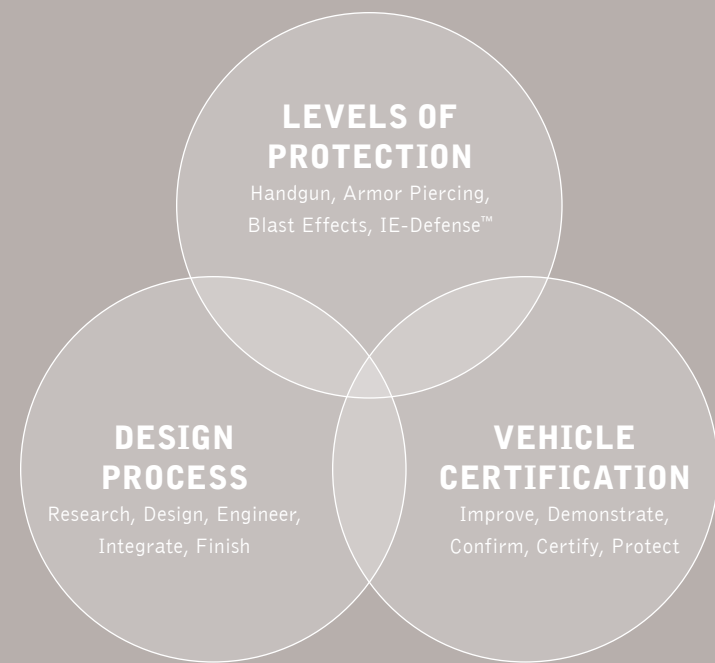 LEVELS OF
PROTECTION
Handgun, Armor Piercing,
Blast Effects, IE-Defense™
DESIGN
PROCESS
Research, Design, Engineer,
Integrate, Finish
VEHICLE
CERTIFICATION
Improve, Demonstrate,
Confirm, Certify, Protect